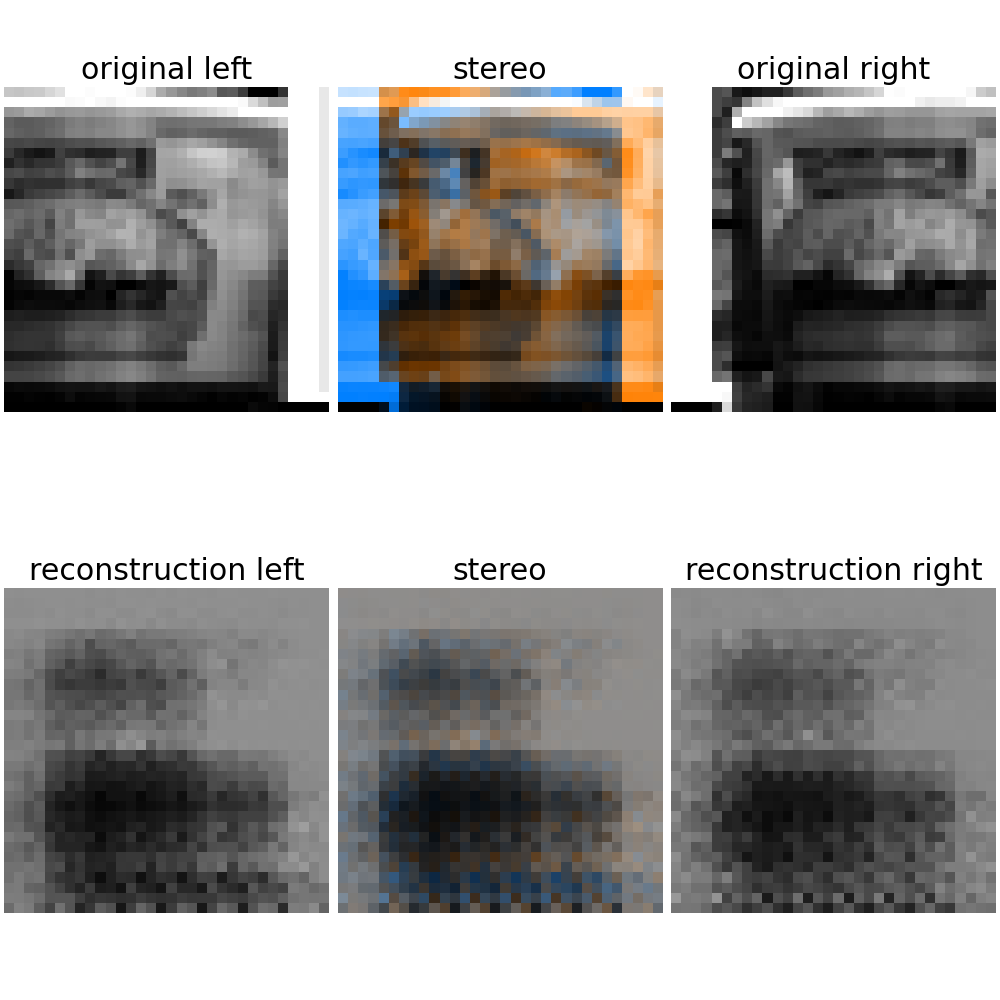 original left
stereo
original right
reconstruction left
stereo
reconstruction right